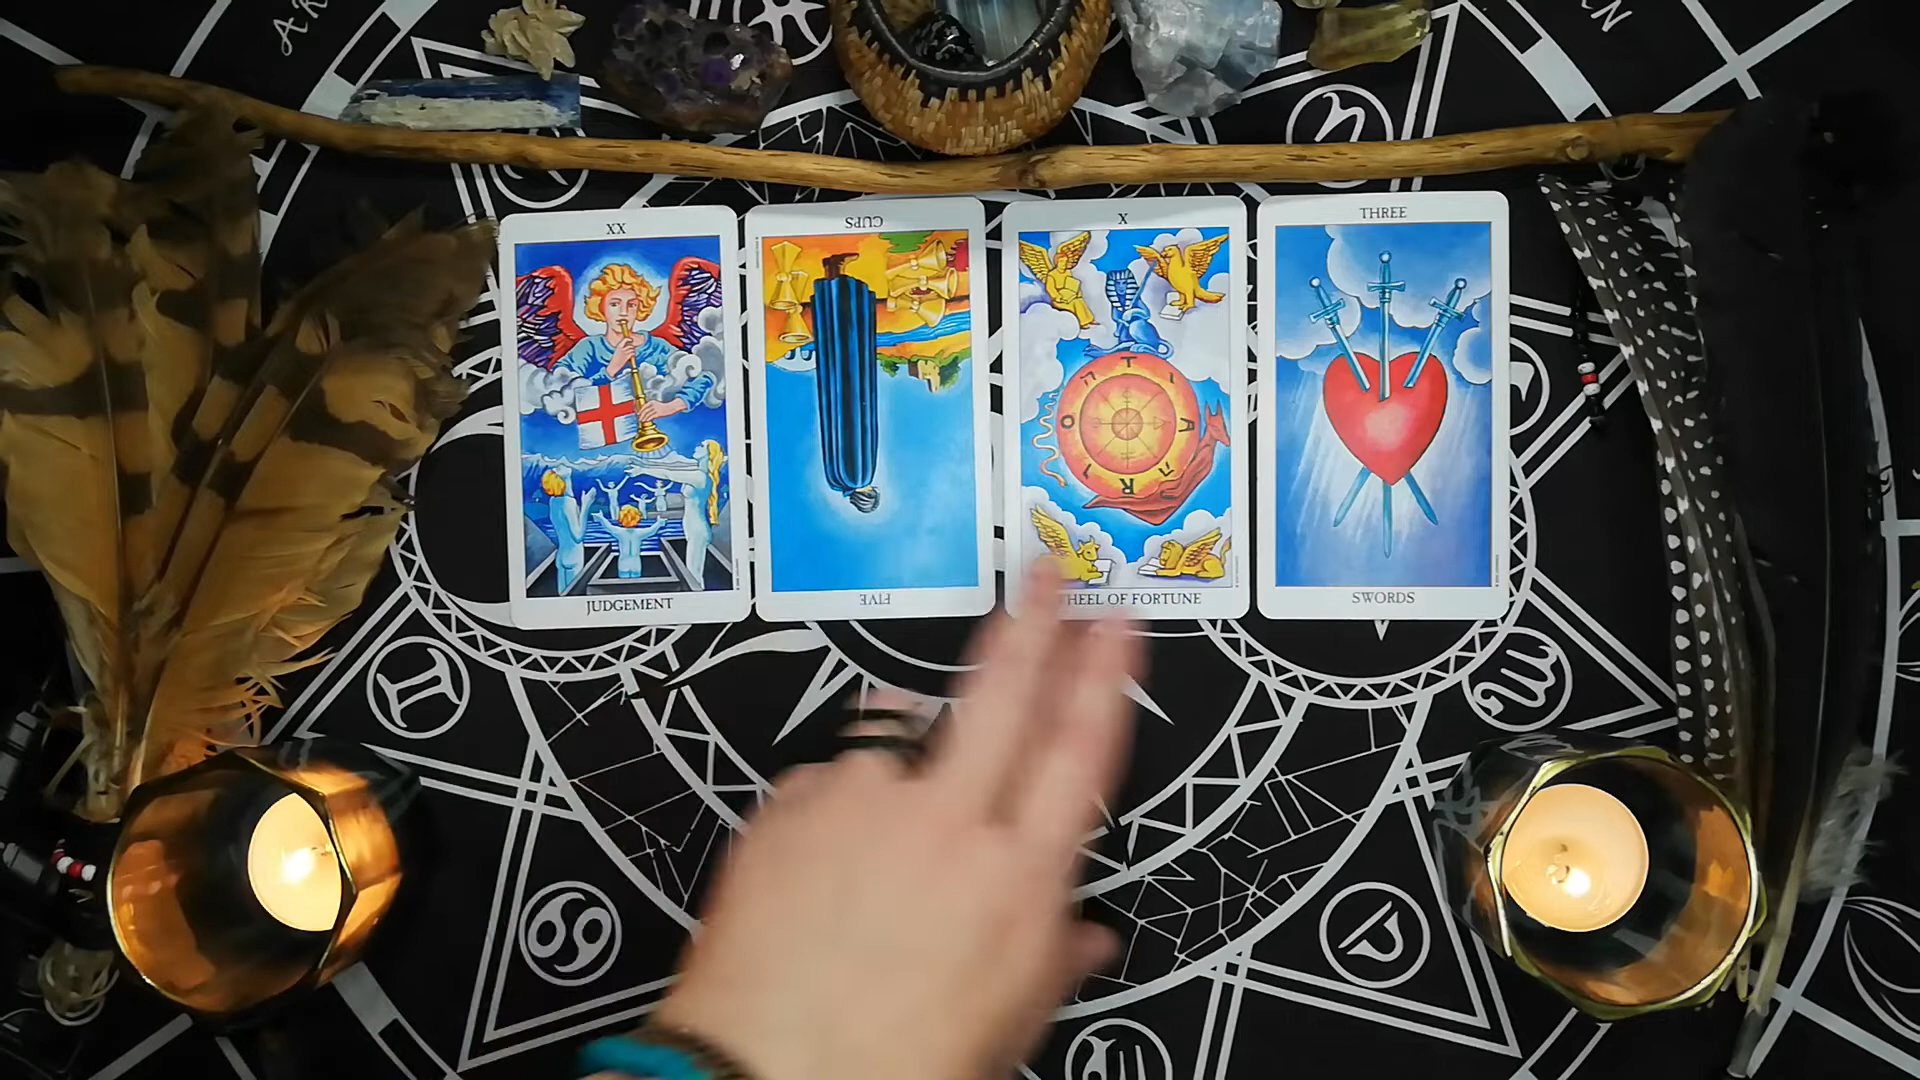 XX
JUDGEMENT
CUPS
FIVE
X
HEEL OF FORTUNE
THREE
SWORDS